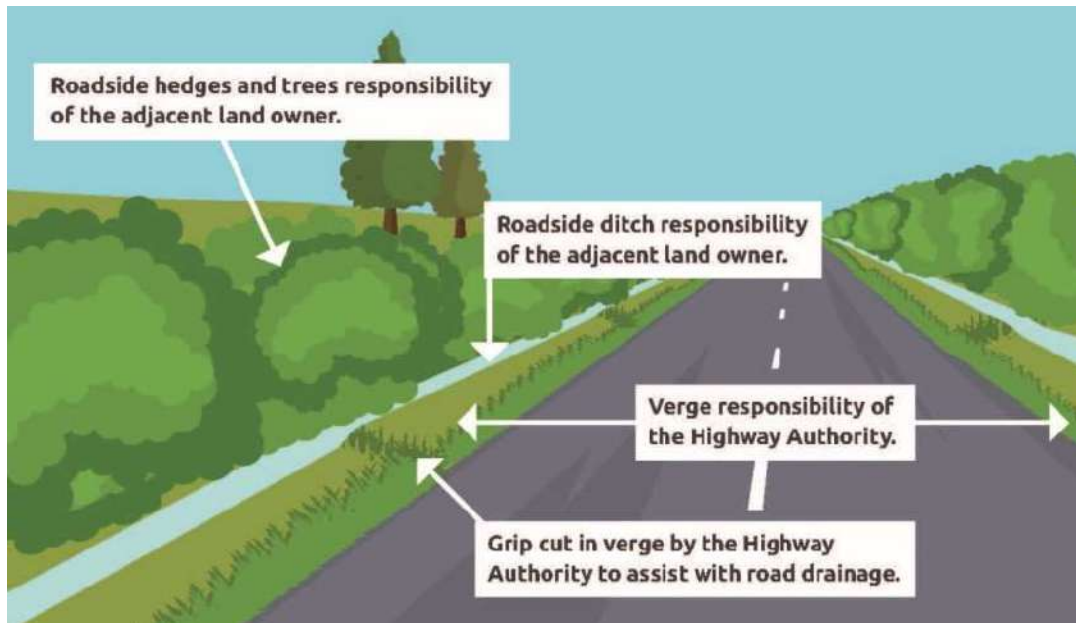 Roadside hedges and trees responsibility
of the adjacent land owner.
Roadside ditch responsibility
of the adjacent land owner.
Verge responsibility of
the Highway Authority.
Grip cut in verge by the Highway
Authority to assist with road drainage.